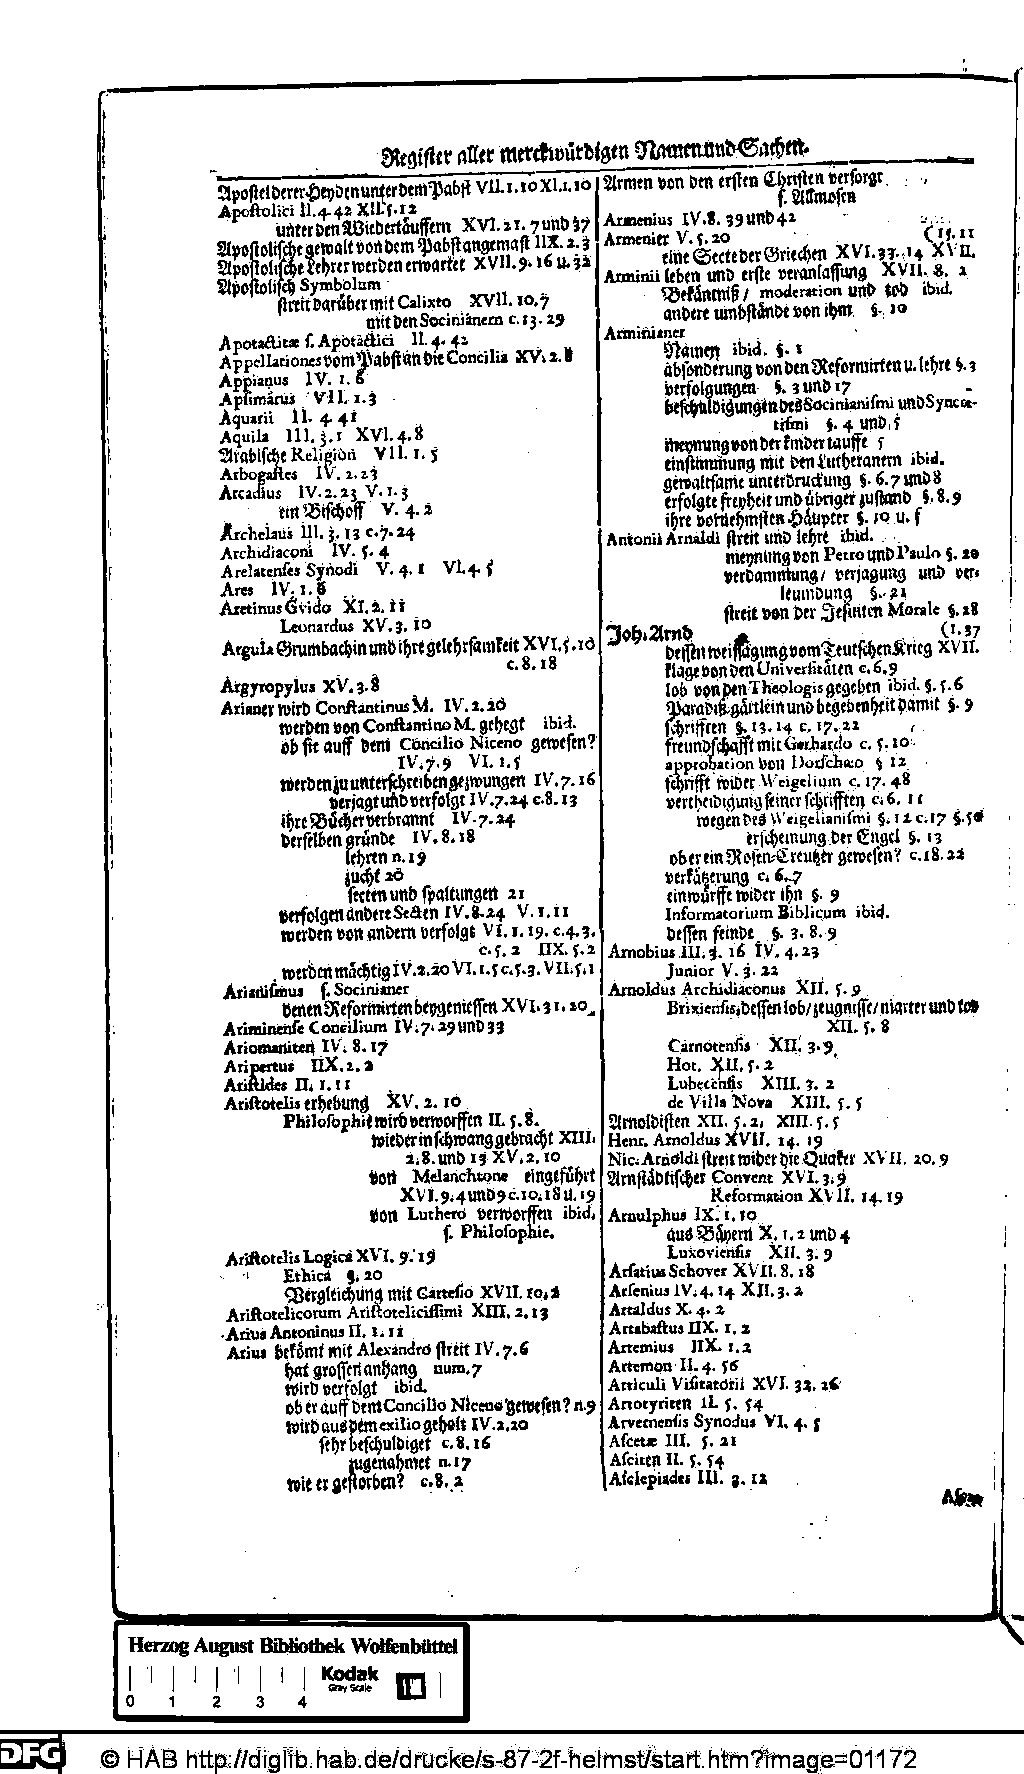 Register aller merckwürdigen Namen und Sachen.
Apostel derer Heyden unter dem Pabst VII. 1. 10 XI. 1. 10
Apostolici II. 4. 42 XII. 5. 12
unter den Wiedertäuffern XVI. 21. 7 und 37
Apostolische gewalt von dem Pabst angemast IIX. 2. 3
Apostolische Lehrer werden erwartet XVII. 9. 16 u. 32
Apostolisch Symbolum
streit darüber mit Calixto XVII. 10. 7
mit den Socinianern c. 13. 29
Apotactitæ s. Apotactici II. 4. 42
Appellationes vom Pabst an die Concilia XV. 2. 8
Appianus IV. 1. 6
Apsimarus VII. 1. 3
Aquarii II. 4. 41
Aquila III. 3. 1 XVI. 4. 8
Arabische Religion VII. 1. 5
Arbogastes IV. 2. 23
Arcadius IV. 2. 23 V. 1. 3
ein Bischoff V. 4. 2
Archelaus III. 3. 13 c. 7. 24
Archidiaconi IV. 5. 4
Arelatenses Synodi V. 4. 1 VI. 4 5
Ares IV. 1. 6
Aretinus Gvido XI. 2. 11
Leonardus XV. 3. 10
Argula Grumbachin und ihre gelehrsamkeit XVI. 5. 10
c. 8. 18
Argyropylus XV. 3. 8
Arianer wird Constantinus M. IV. 2. 20
werden von Constantino M. gehegt ibid.
ob sie auff dem Concilio Niceno gewesen?
IV. 7. 9 VI. 1. 5
werden zu unterschreiben gezwungen IV. 7. 16
verjagt und verfolgt IV. 7. 24 c. 8. 13
ihre Bücher verbrannt IV. 7. 24
derselben gründe IV. 8. 18
lehren n. 19
zucht 20
secten und spaltungen 21
verfolgen andere Secten IV. 8. 24 V. 1. 11
werden von andern verfolgt VI. 1. 19. c. 4. 3.
c. 5. 2 IIX. 5. 2
werden mächtig IV. 2. 20 VI. 1. 5 c. 5. 3. VII. 5. 1
Arianismus s. Socinianer
denen Reformirten beygemessen XVI. 31. 20.
Ariminense Concilium IV. 7. 29 und 33
Ariomaniten IV. 8. 17
Aripertus IIX. 2. 2
Aristides II. 1. 11
Aristotelis erhebung XV. 2. 10
Philosophie wird verworffen II. 5. 8.
wieder in schwang gebracht XIII.
2. 8. und 13 XV. 2. 10
von Melanchtone eingeführt
XVI. 9. 4 und 9 c. 10. 18 u. 19
von Luthero verworffen ibid.
s. Philosophie.
Aristotelis Logica XVI. 9. 19
Ethica §. 20
Vergleichung mit Cartesio XVII. 10. 2
Aristotelicorum Aristotelicissimi XIII. 2. 13
Arius Antoninus II. 1. 11
Arius bekömt mit Alexandro streit IV. 7. 6
hat grossen anhang num. 7
wird verfolgt ibid.
ob er auff dem Concilio Niceno gewesen? n. 9
wird aus dem exilio geholt IV. 2. 20
sehr beschuldiget c. 8. 16
zugenahmet n. 17
wie er gestorben? c. 8. 2
Armen von den ersten Christen versorgt
s. Allmosen
Armenius IV. 8. 39 und 42
Armenier V. 5. 20 (15. 11
eine Secte der Griechen XVI. 33. 14 XVII.
Arminii leben und erste veranlassung XVII. 8. 2
Bekäntniß / moderation und tod ibid.
andere umbstände von ihm §. 10
Arminianer
Namen ibid. §. 1
absonderung von den Reformirten u. lehre §. 3
verfolgungen §. 3 und 17
beschuldigungen des Socinianismi und Syncre-
tismi §. 4 und 5
meynung von der kinder tauffe 5
einstimmung mit den Lutheranern ibid.
gewaltsame unterdruckung §. 6. 7 und 8
erfolgte freyheit und übriger zustand §. 8. 9
ihre vornehmsten Häupter §. 10 u. f
Antonii Arnaldi streit und lehre ibid.
meynung von Petro und Paulo §. 20
verdammung / verjagung und ver-
leumdung §. 21
streit von der Jesuiten Morale §. 28
Joh. Arnd (1. 37
dessen weissagung vom Teutschen Krieg XVII.
klage von den Universitäten c. 6. 9
lob von den Theologis gegeben ibid. §. 5. 6
Paradiß-gärtlein und begebenheit damit §. 9
schrifften §. 13. 14 c. 17. 22
freundschafft mit Gerhardo c. 5. 10
approbation von Dorschæo § 12
schrifft wider Weigelium c. 17. 48
vertheidigung seiner schrifften c. 6. 11
wegen des Weigelianismi §. 12 c. 17 §. 50
erscheinung der Engel §. 13
ob er ein Rosen-Creutzer gewesen? c. 18. 22
verkätzerung c. 6. 7
einwürffe wider ihn §. 9
Informatorium Biblicum ibid.
dessen feinde §. 3. 8. 9
Arnobius III. 3. 16 IV. 4. 23
Junior V. 3. 22
Arnoldus Archidiaconus XII. 5. 9
Brixiensis, dessen lob / zeugnisse / marter und tod
XII. 5. 8
Carnotensis XII. 3. 9.
Hot. XII. 5. 2
Lubecensis XIII. 3. 2
de Villa Nova XIII. 5. 5
Arnoldisten XII. 5. 2. XIII. 5. 5
Henr. Arnoldus XVII. 14. 19
Nic. Arnoldi streit wider die Quaker XVII. 20. 9
Arnstädtischer Convent XVI. 3. 9
Reformation XVII. 14. 19
Arnulphus IX. 1. 10
aus Bäyern X. 1. 2 und 4
Luxoviensis XII. 3. 9
Arsatius Schover XVII. 8. 18
Arsenius IV. 4. 14 XII. 3. 2
Artaldus X. 4. 2
Artabastus IIX. 1. 2
Artemius IIX. 1. 2
Artemon II. 4. 56
Articuli Visitatorii XVI. 32. 26
Artotyriten II. 5. 54
Arvernensis Synodus VI. 4. 5
Ascetæ III. 5. 21
Asciten II. 5. 54
Asclepiades III. 3. 12
Herzog August Bibliothek Wolfenbüttel
Kodak
Gray Scale
0 1 2 3 4
DFG
© HAB http://diglib.hab.de/drucke/s-87-2f-helmst/start.htm?image=01172